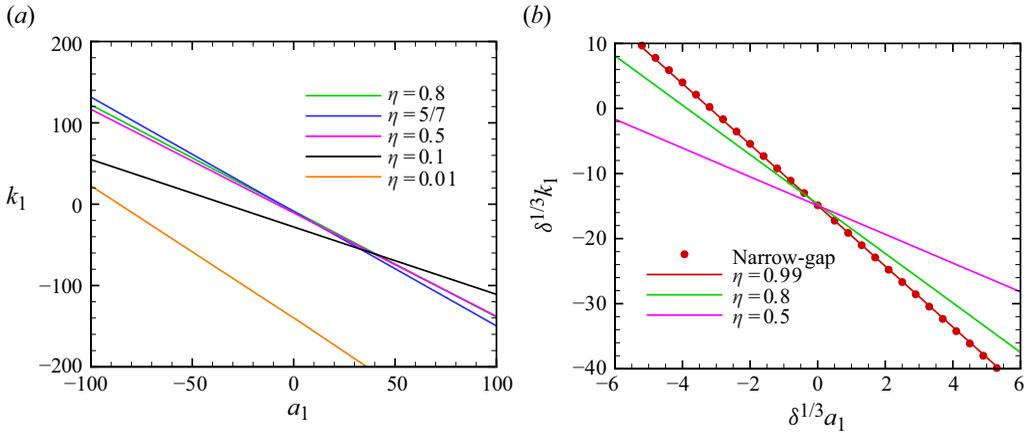 (a)
200
100
0
−100
−200
k1
−100 −50 0 50 100
a1
η = 0.8
η = 5/7
η = 0.5
η = 0.1
η = 0.01
(b)
10
0
−10
−20
−30
−40
δ1/3k1
−6 −4 −2 0 2 4 6
δ1/3a1
Narrow-gap
η = 0.99
η = 0.8
η = 0.5